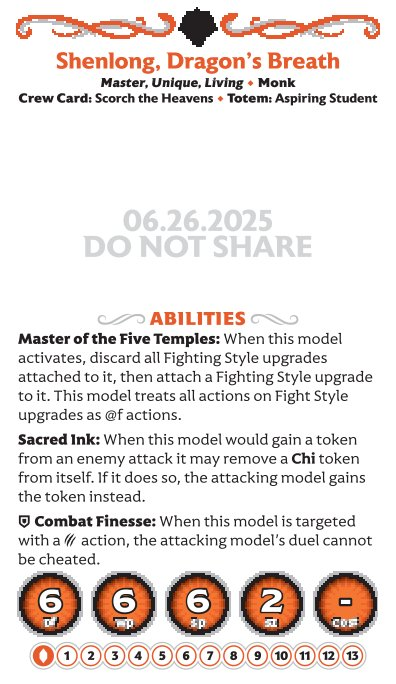 Shenlong, Dragon's Breath
Master, Unique, Living ◆ Monk
Crew Card: Scorch the Heavens ◆ Totem: Aspiring Student
06.26.2025
DO NOT SHARE
ABILITIES
Master of the Five Temples: When this model
activates, discard all Fighting Style upgrades
attached to it, then attach a Fighting Style upgrade
to it. This model treats all actions on Fight Style
upgrades as @f actions.
Sacred Ink: When this model would gain a token
from an enemy attack it may remove a Chi token
from itself. If it does so, the attacking model gains
the token instead.
Combat Finesse: When this model is targeted
with a action, the attacking model's duel cannot
be cheated.
6 6 6 2 -
df wp sp sz cost
1 2 3 4 5 6 7 8 9 10 11 12 13